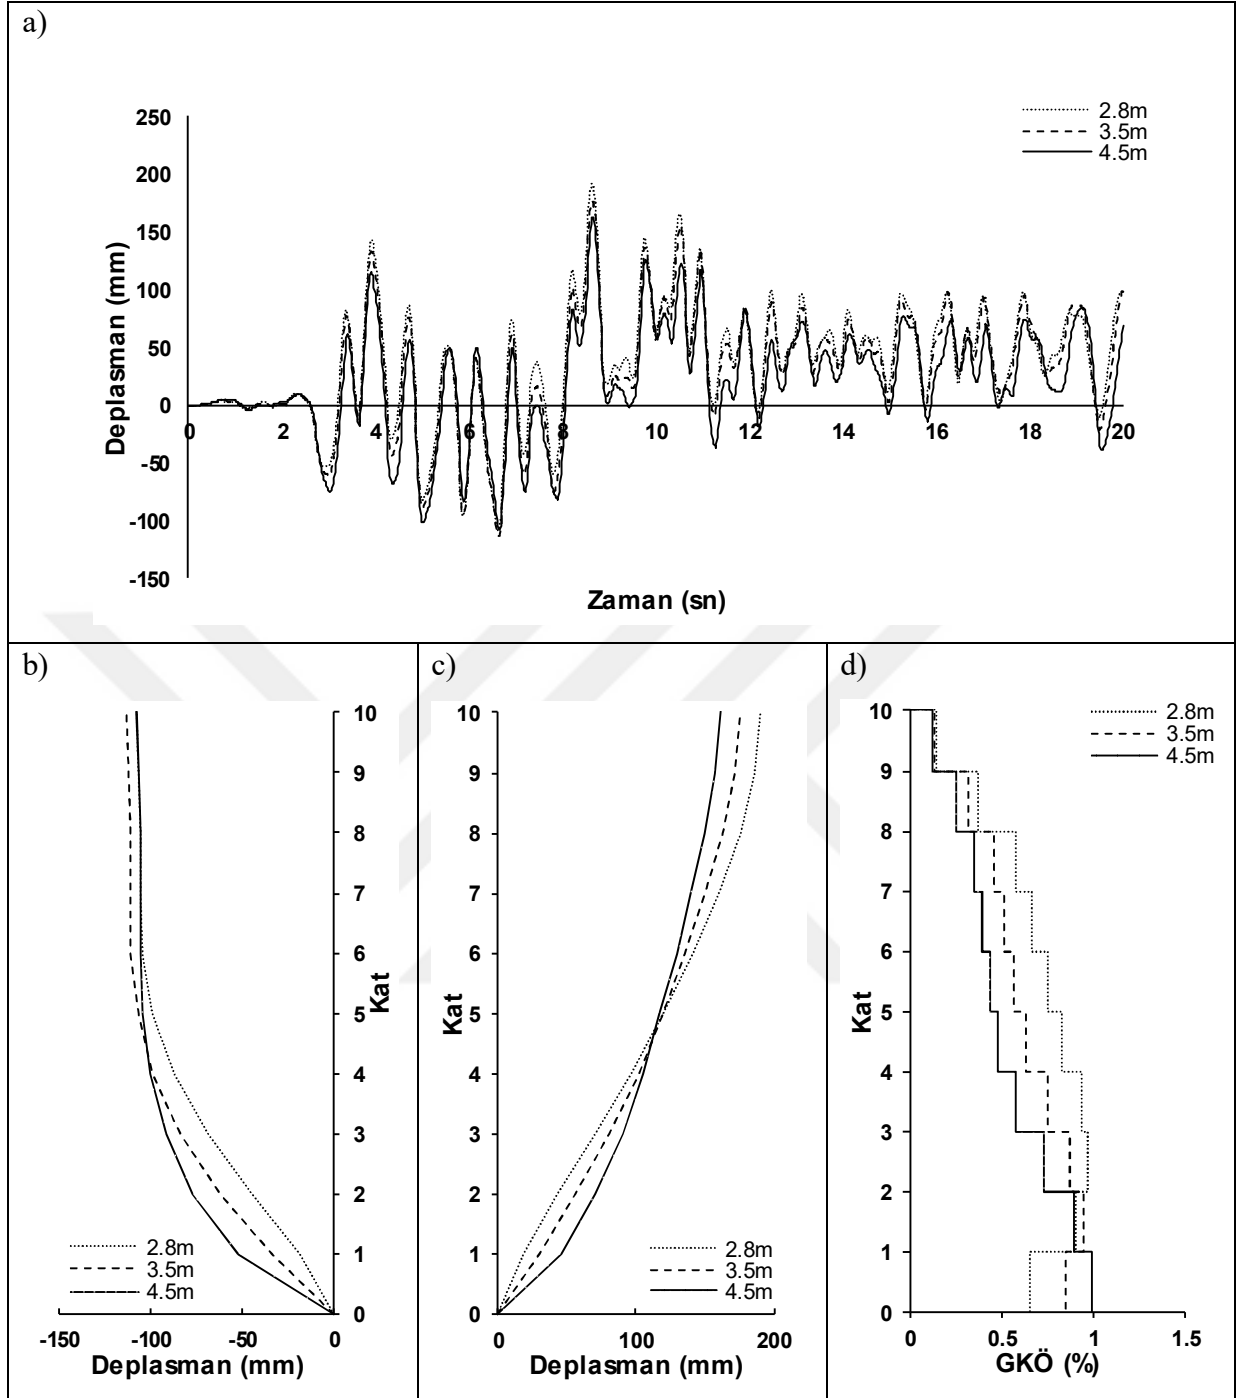 a)
250
200
150
100
50
0
-50
-100
-150
Deplasman (mm)
0 2 4 6 8 10 12 14 16 18 20
Zaman (sn)
2.8m
3.5m
4.5m
b)
10
9
8
7
6
5
4
3
2
1
0
Kat
2.8m
3.5m
4.5m
-150 -100 -50 0
Deplasman (mm)
c)
10
9
8
7
6
5
4
3
2
1
0
Kat
2.8m
3.5m
4.5m
0 100 200
Deplasman (mm)
d)
10
9
8
7
6
5
4
3
2
1
0
Kat
2.8m
3.5m
4.5m
0 0.5 1 1.5
GKÖ (%)